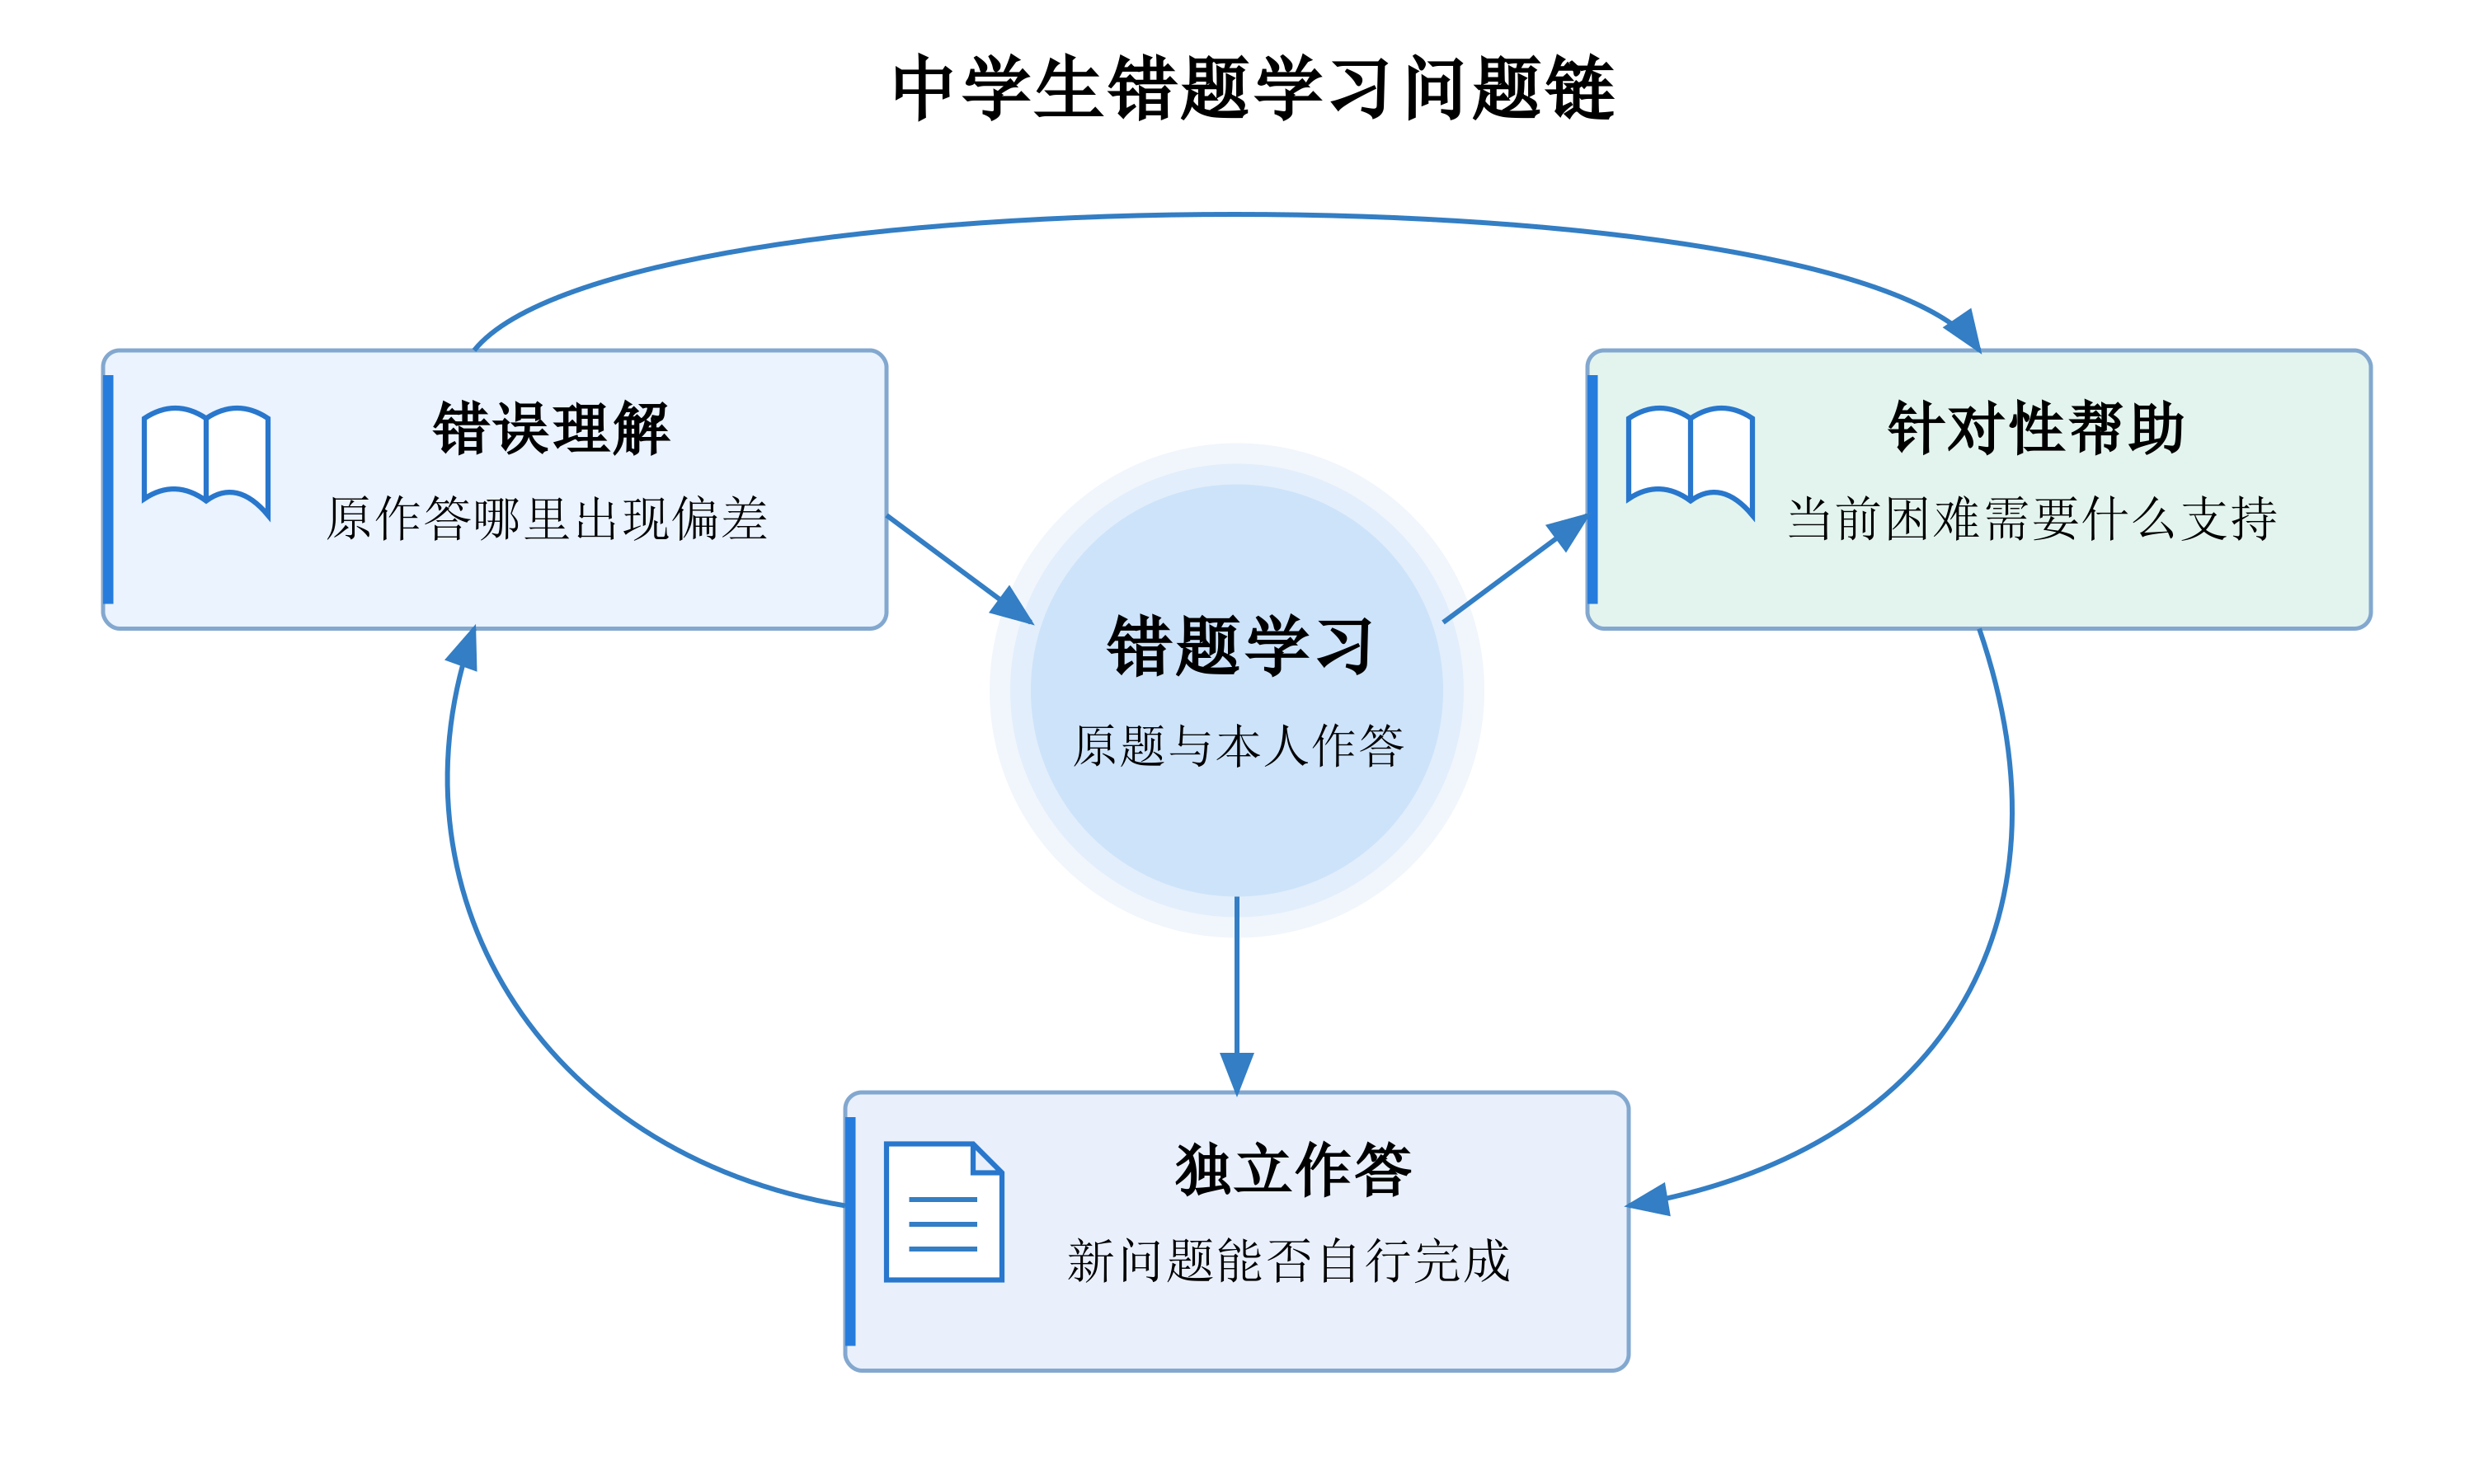 中学生错题学习问题链
错误理解
原作答哪里出现偏差
针对性帮助
当前困难需要什么支持
错题学习
原题与本人作答
独立作答
新问题能否自行完成